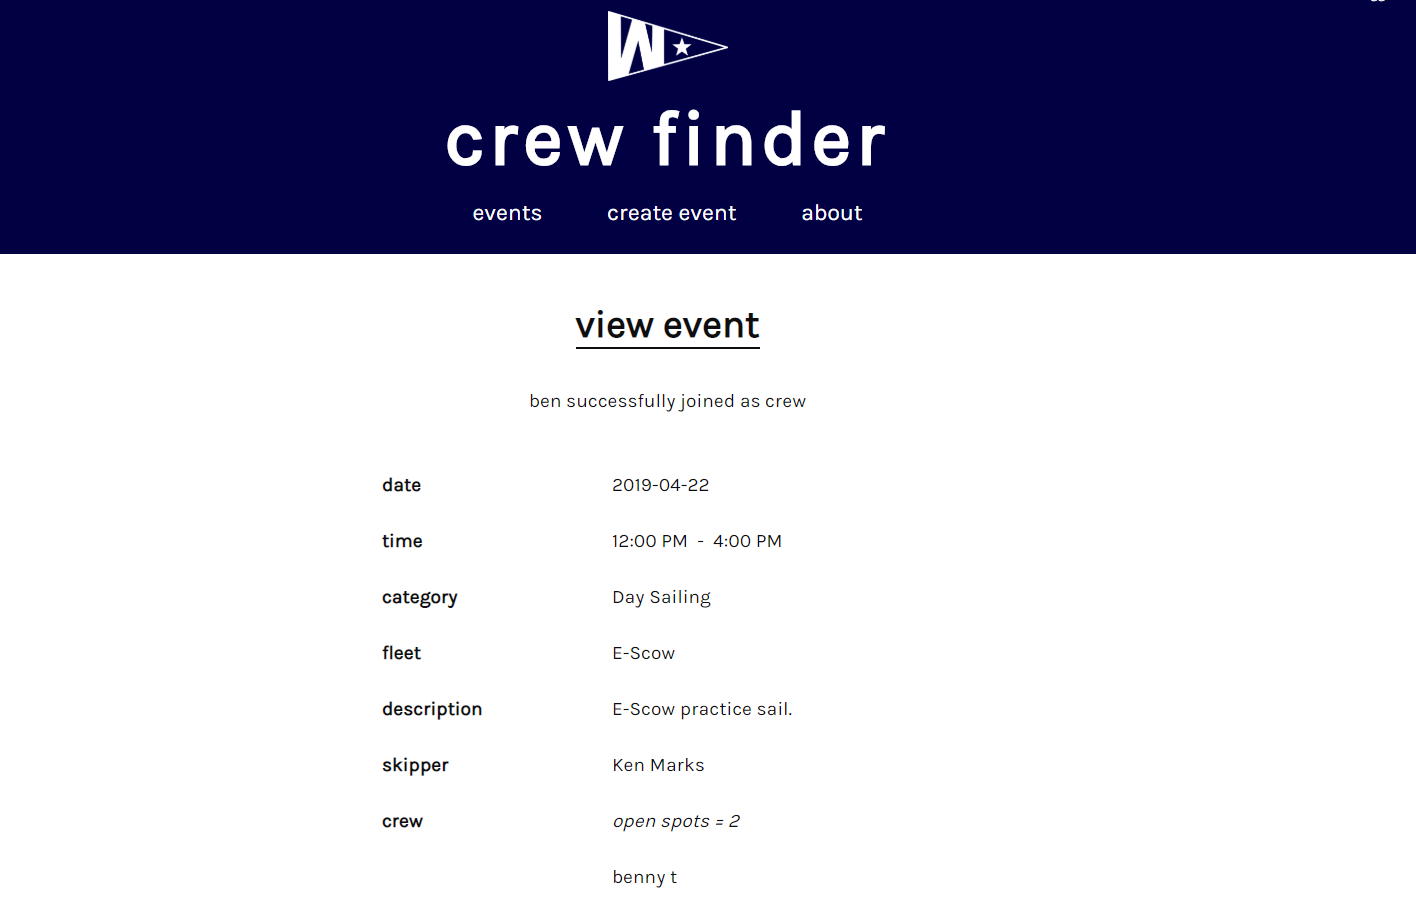 W
crew finder
events create event about
view event
ben successfully joined as crew
date 2019-04-22
time 12:00 PM - 4:00 PM
category Day Sailing
fleet E-Scow
description E-Scow practice sail.
skipper Ken Marks
crew open spots = 2
benny t